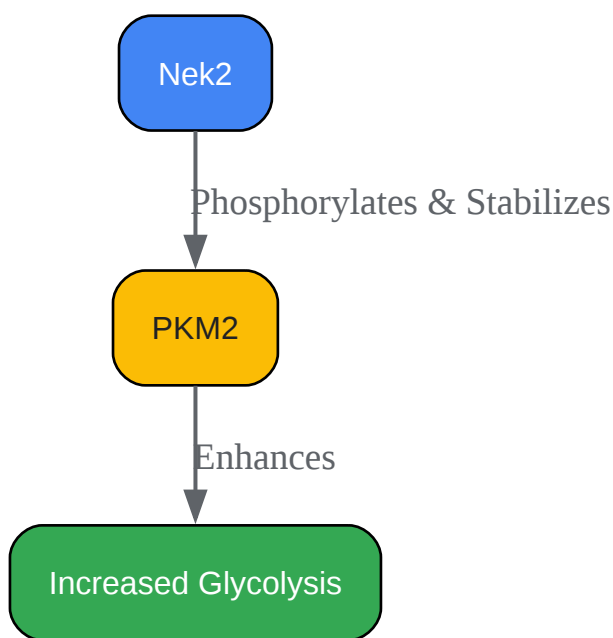 Nek2
Phosphorylates & Stabilizes
PKM2
Enhances
Increased Glycolysis